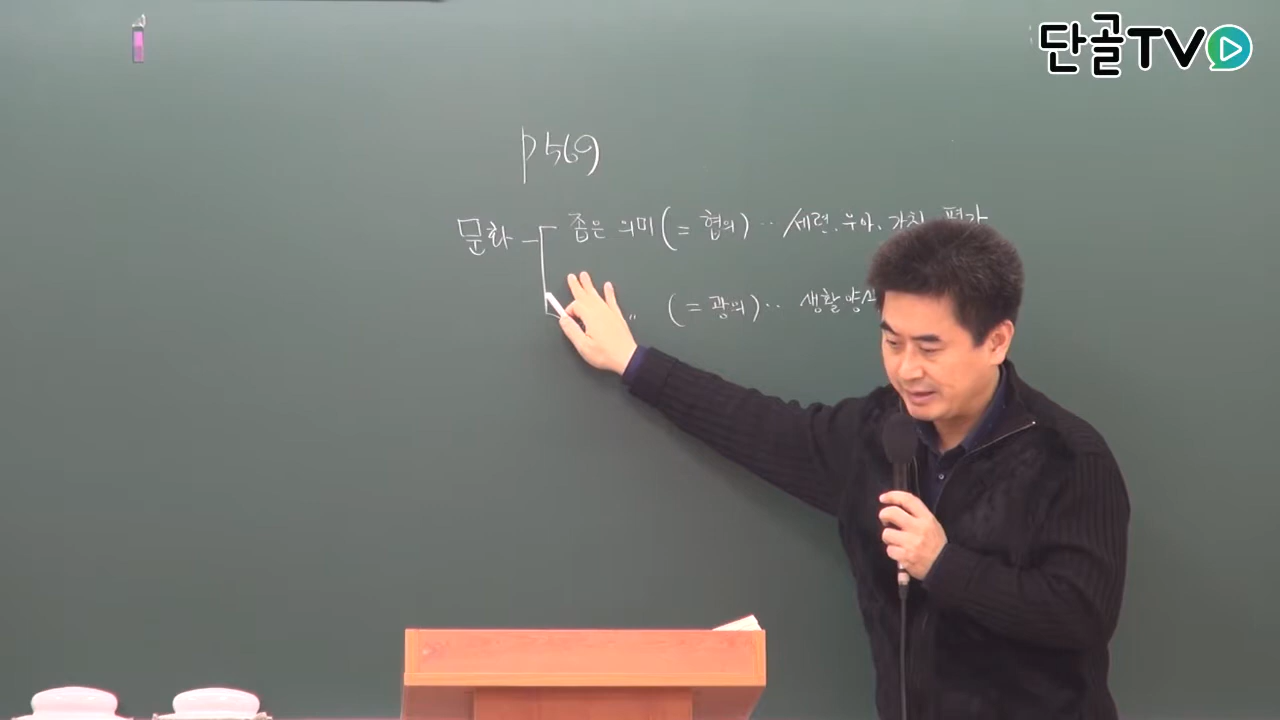 단골TV
P569
문화 좁은 의미 (= 협의) ‥ 세련, 우아, 가치, 평가
〃 (= 광의) ‥ 생활양식